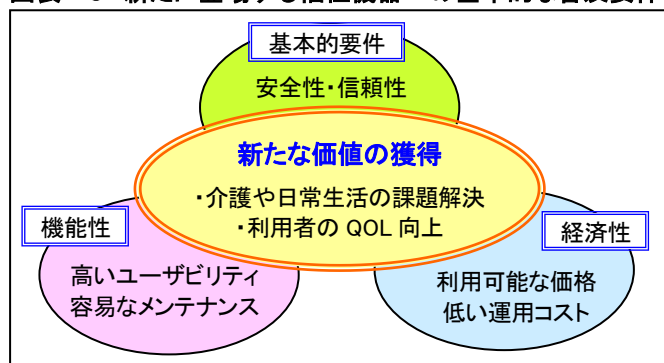 基本的要件
安全性・信頼性
新たな価値の獲得
・介護や日常生活の課題解決
・利用者の QOL 向上
機能性
高いユーザビリティ
容易なメンテナンス
経済性
利用可能な価格
低い運用コスト